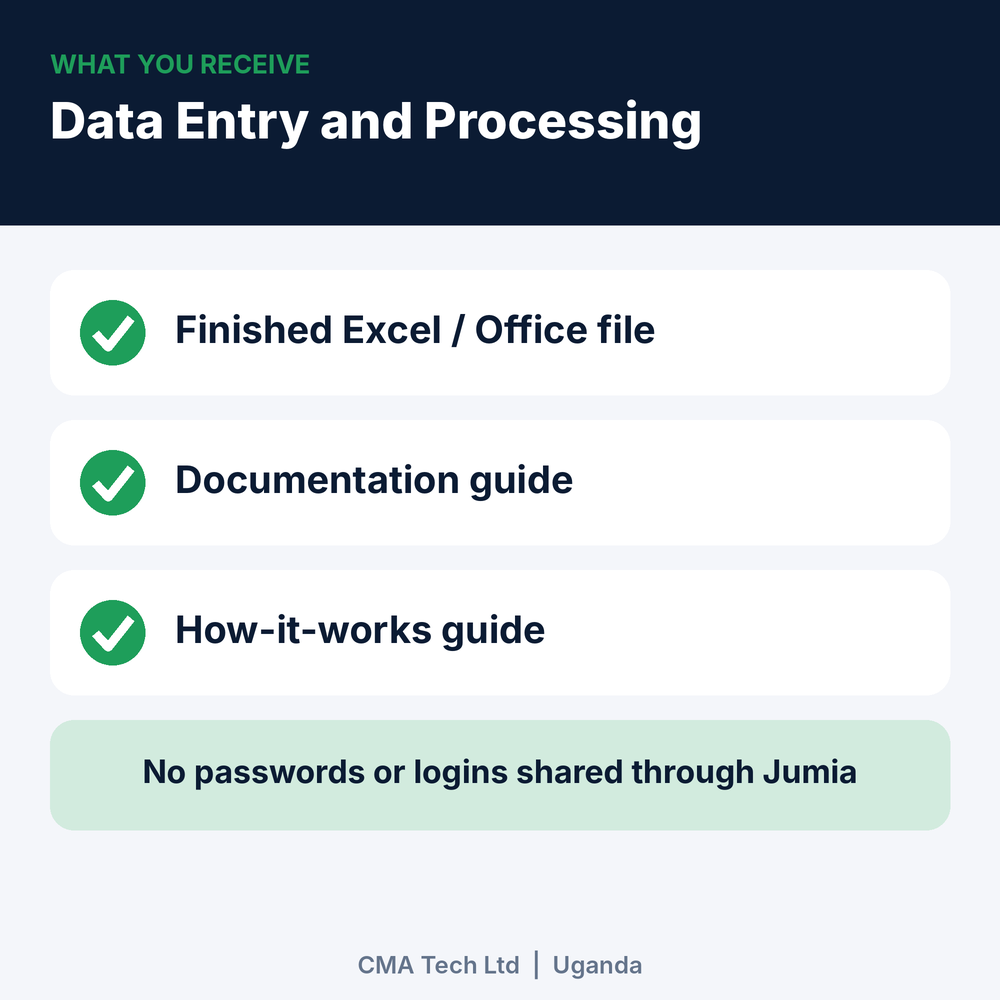 WHAT YOU RECEIVE
Data Entry and Processing
Finished Excel / Office file
Documentation guide
How-it-works guide
No passwords or logins shared through Jumia
CMA Tech Ltd | Uganda